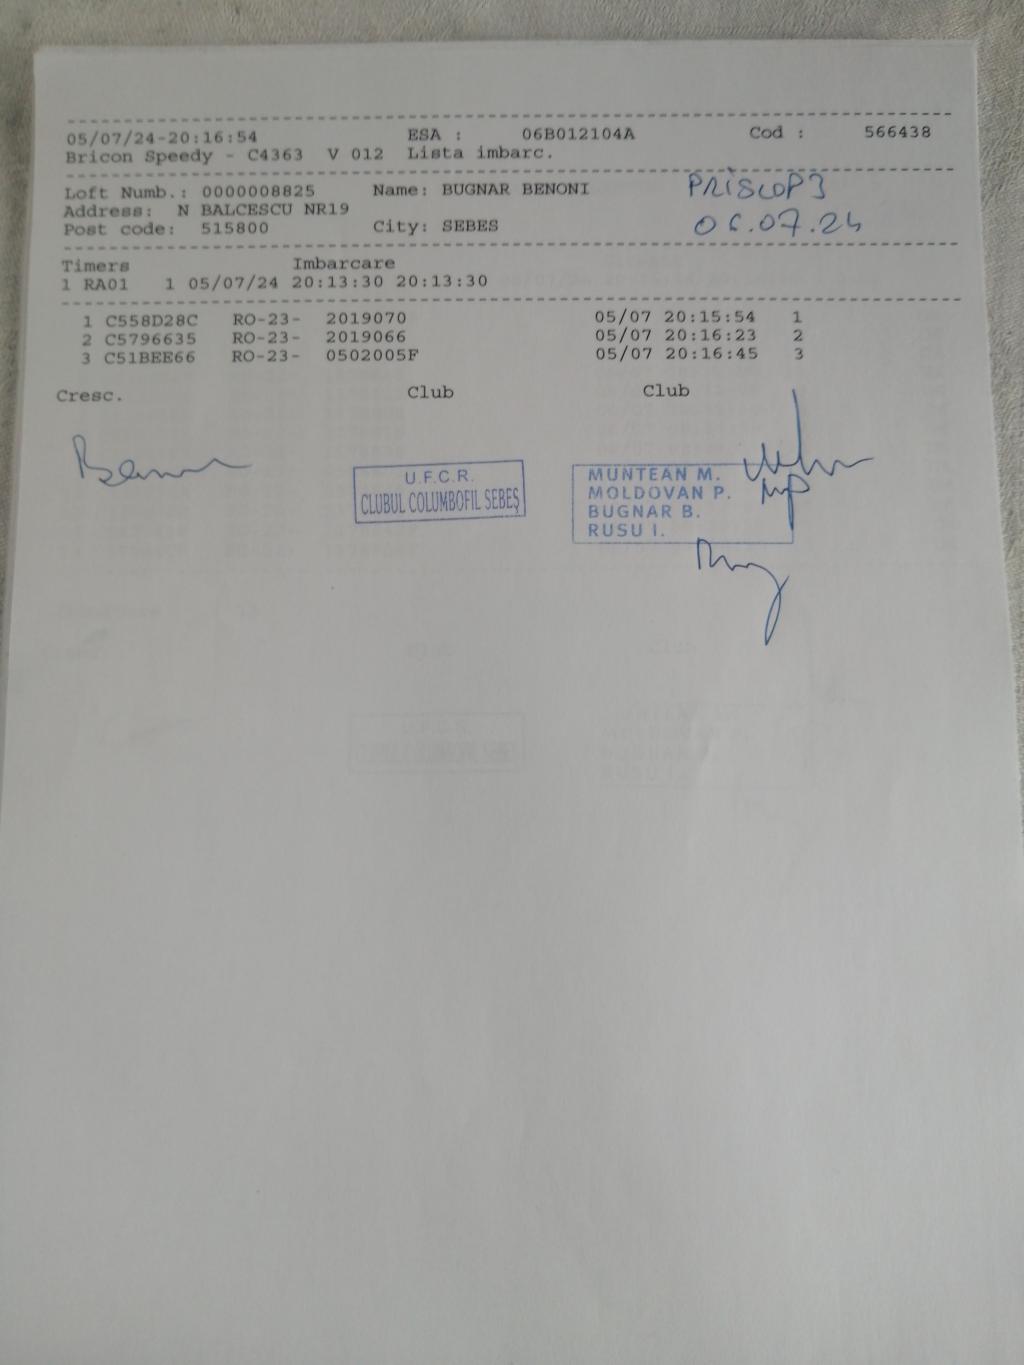 05/07/24-20:16:54 ESA : 06B012104A Cod : 566438
Bricon Speedy - C4363 V 012 Lista imbarc.
Loft Numb.: 0000008825 Name: BUGNAR BENONI PRISLOP3
Address: N BALCESCU NR19
Post code: 515800 City: SEBES 06.07.24
Timers Imbarcare
1 RA01 1 05/07/24 20:13:30 20:13:30
1 C558D28C RO-23- 2019070 05/07 20:15:54 1
2 C5796635 RO-23- 2019066 05/07 20:16:23 2
3 C51BEE66 RO-23- 0502005F 05/07 20:16:45 3
Cresc. Club Club
U.F.C.R.
CLUBUL COLUMBOFIL SEBEŞ
MUNTEAN M.
MOLDOVAN P.
BUGNAR B.
RUSU I.